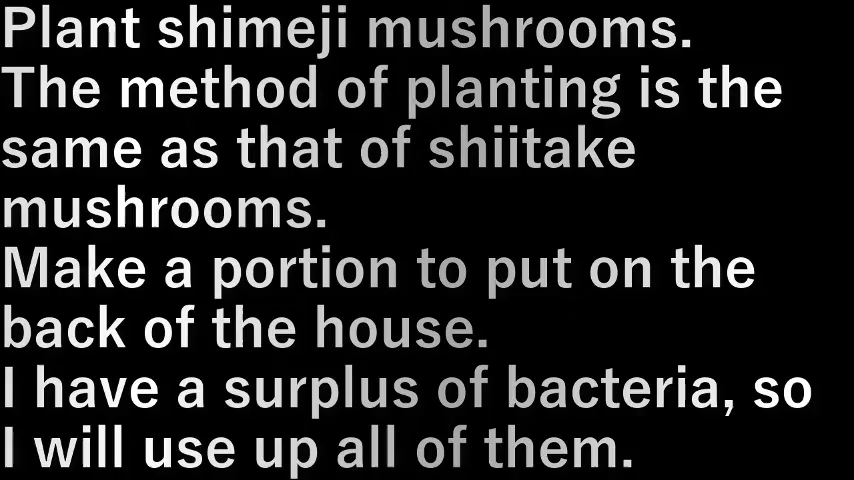 Plant shimeji mushrooms.
The method of planting is the
same as that of shiitake
mushrooms.
Make a portion to put on the
back of the house.
I have a surplus of bacteria, so
I will use up all of them.